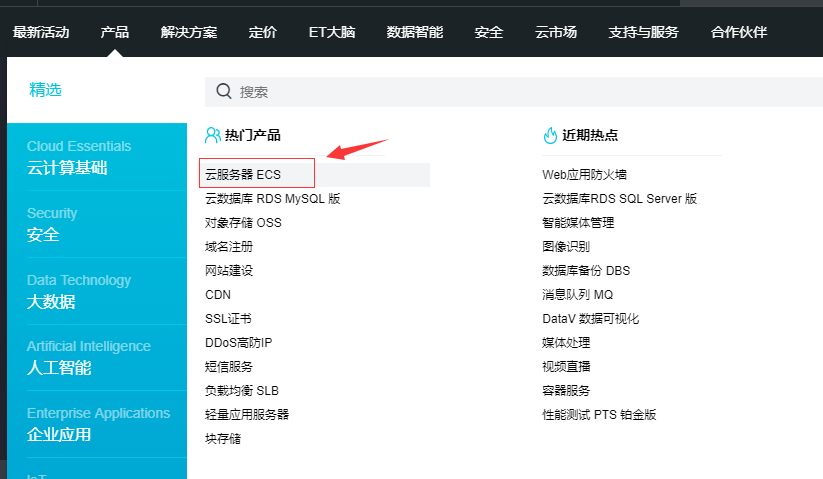 最新活动 产品 解决方案 定价 ET大脑 数据智能 安全 云市场 支持与服务 合作伙伴
精选
搜索
Cloud Essentials
云计算基础
Security
安全
Data Technology
大数据
Artificial Intelligence
人工智能
Enterprise Applications
企业应用
IoT
热门产品
云服务器 ECS
云数据库 RDS MySQL 版
对象存储 OSS
域名注册
网站建设
CDN
SSL证书
DDoS高防IP
短信服务
负载均衡 SLB
轻量应用服务器
块存储
近期热点
Web应用防火墙
云数据库RDS SQL Server 版
智能媒体管理
图像识别
数据库备份 DBS
消息队列 MQ
DataV 数据可视化
媒体处理
视频直播
容器服务
性能测试 PTS 铂金版